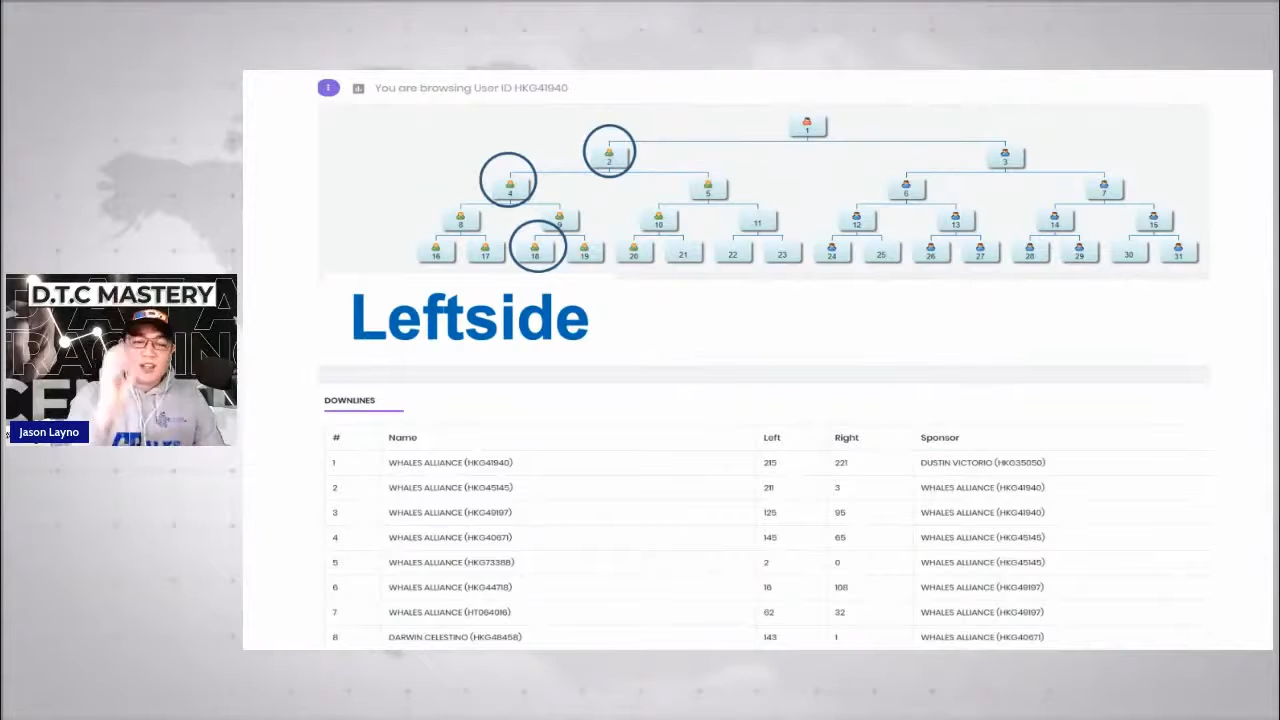 You are browsing User ID HKG41940
1
2
3
4
5
6
7
8
9
10
11
12
13
14
15
16
17
18
19
20
21
22
23
24
25
26
27
28
29
30
31
Leftside
D.T.C MASTERY
Jason Layno
DOWNLINES
# Name Left Right Sponsor
1 WHALES ALLIANCE (HKG41940) 215 221 DUSTIN VICTORIO (HKG35050)
2 WHALES ALLIANCE (HKG45145) 211 3 WHALES ALLIANCE (HKG41940)
3 WHALES ALLIANCE (HKG49197) 125 95 WHALES ALLIANCE (HKG41940)
4 WHALES ALLIANCE (HKG40671) 145 65 WHALES ALLIANCE (HKG45145)
5 WHALES ALLIANCE (HKG73388) 2 0 WHALES ALLIANCE (HKG45145)
6 WHALES ALLIANCE (HKG44718) 16 108 WHALES ALLIANCE (HKG49197)
7 WHALES ALLIANCE (HT064016) 62 32 WHALES ALLIANCE (HKG49197)
8 DARWIN CELESTINO (HKG48458) 143 1 WHALES ALLIANCE (HKG40671)